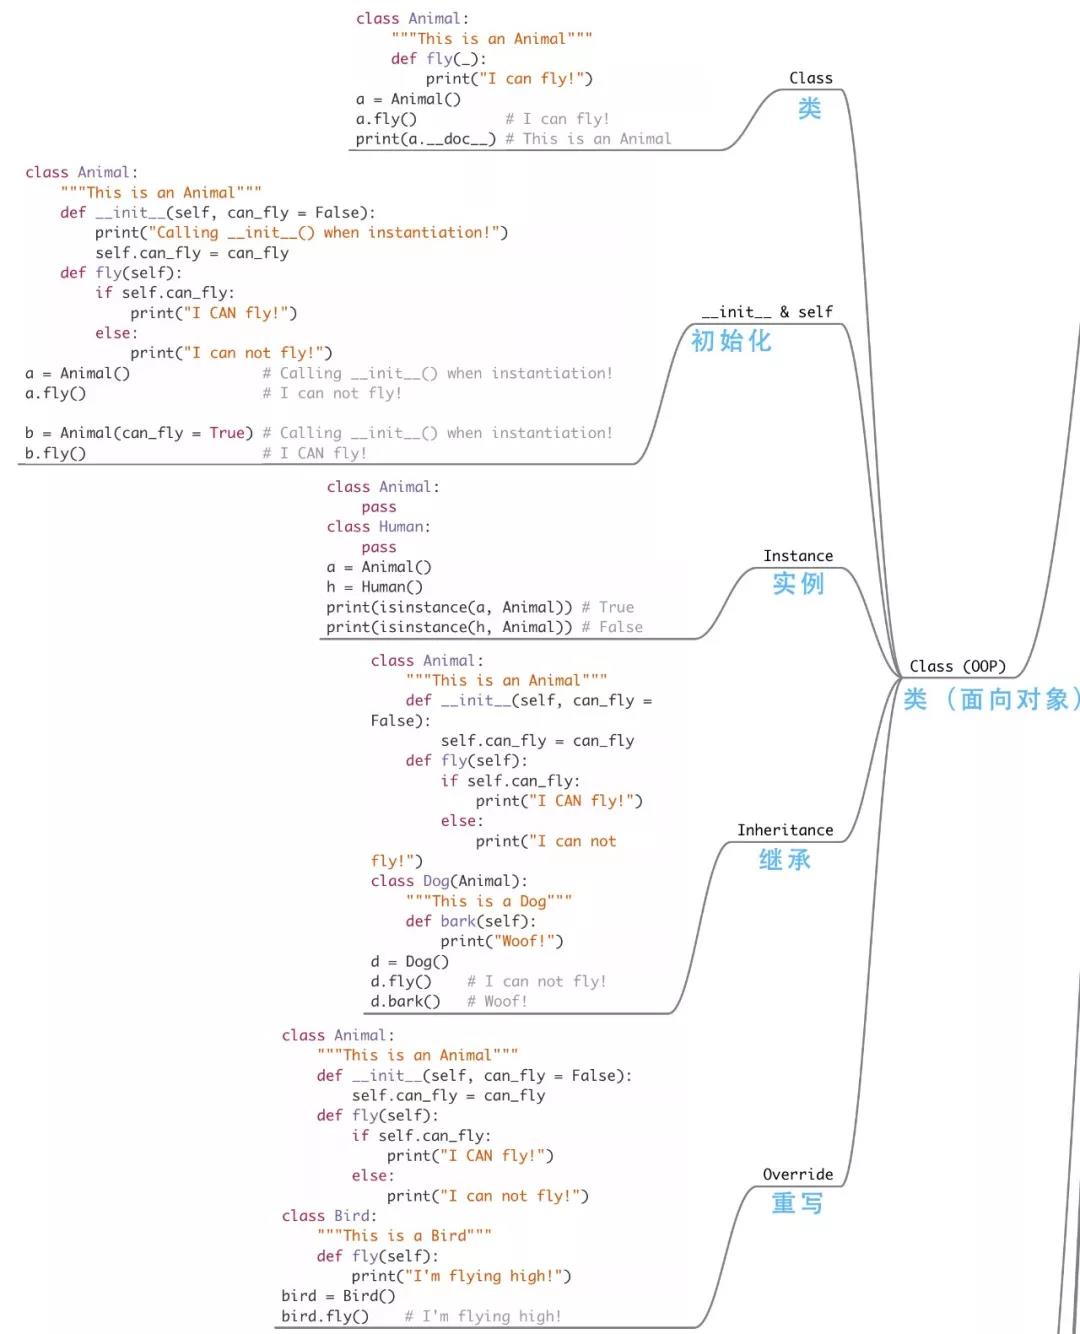 class Animal:
    """This is an Animal"""
    def fly(_):
        print("I can fly!")
a = Animal()
a.fly()          # I can fly!
print(a.__doc__) # This is an Animal
Class
类
class Animal:
    """This is an Animal"""
    def __init__(self, can_fly = False):
        print("Calling __init__() when instantiation!")
        self.can_fly = can_fly
    def fly(self):
        if self.can_fly:
            print("I CAN fly!")
        else:
            print("I can not fly!")
a = Animal()               # Calling __init__() when instantiation!
a.fly()                    # I can not fly!
b = Animal(can_fly = True) # Calling __init__() when instantiation!
b.fly()                    # I CAN fly!
__init__ & self
初始化
class Animal:
    pass
class Human:
    pass
a = Animal()
h = Human()
print(isinstance(a, Animal)) # True
print(isinstance(h, Animal)) # False
Instance
实例
class Animal:
    """This is an Animal"""
    def __init__(self, can_fly =
False):
        self.can_fly = can_fly
    def fly(self):
        if self.can_fly:
            print("I CAN fly!")
        else:
            print("I can not
fly!")
class Dog(Animal):
    """This is a Dog"""
    def bark(self):
        print("Woof!")
d = Dog()
d.fly()    # I can not fly!
d.bark()   # Woof!
Inheritance
继承
class Animal:
    """This is an Animal"""
    def __init__(self, can_fly = False):
        self.can_fly = can_fly
    def fly(self):
        if self.can_fly:
            print("I CAN fly!")
        else:
            print("I can not fly!")
class Bird:
    """This is a Bird"""
    def fly(self):
        print("I'm flying high!")
bird = Bird()
bird.fly()    # I'm flying high!
Override
重写
Class (OOP)
类（面向对象）